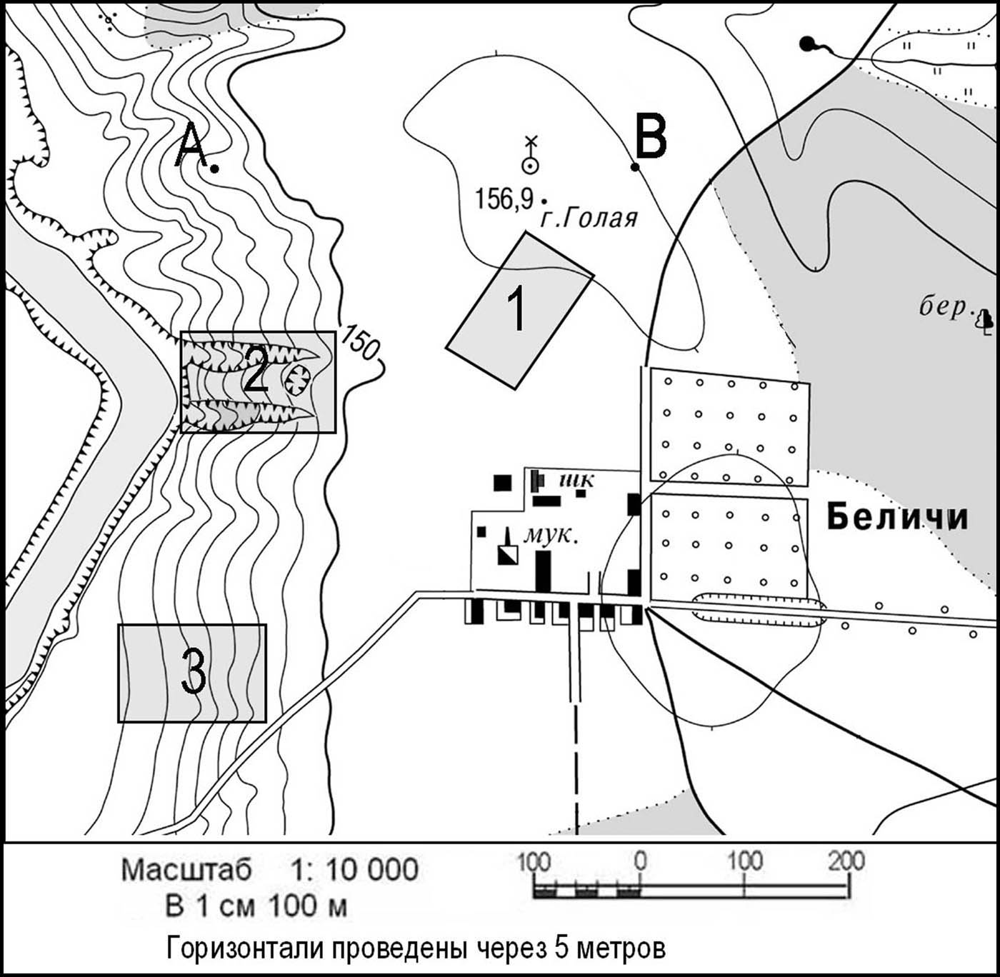 А.
В
156,9
г.Голая
1
бер.
150
2
шк
Беличи
мук.
3
Масштаб 1: 10 000
100 0 100 200
В 1 см 100 м
Горизонтали проведены через 5 метров